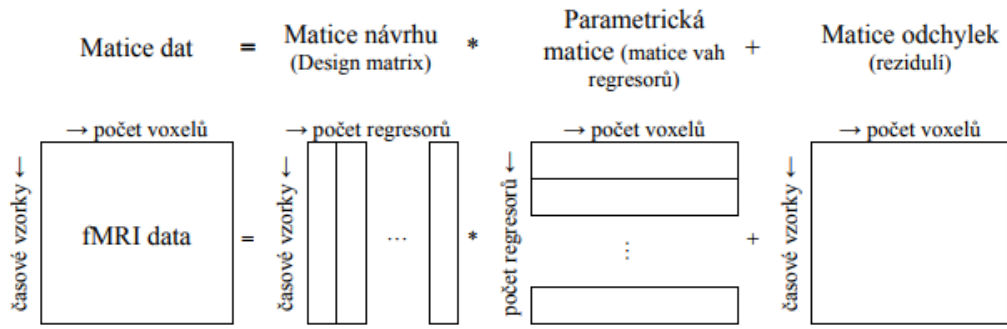 Matice dat = Matice návrhu (Design matrix) * Parametrická matice (matice vah regresorů) + Matice odchylek (reziduí)
→ počet voxelů
→ počet regresorů
→ počet voxelů
→ počet voxelů
časové vzorky ←
fMRI data
=
časové vzorky ←
...
*
počet regresorů ←
⋮
+
časové vzorky ←